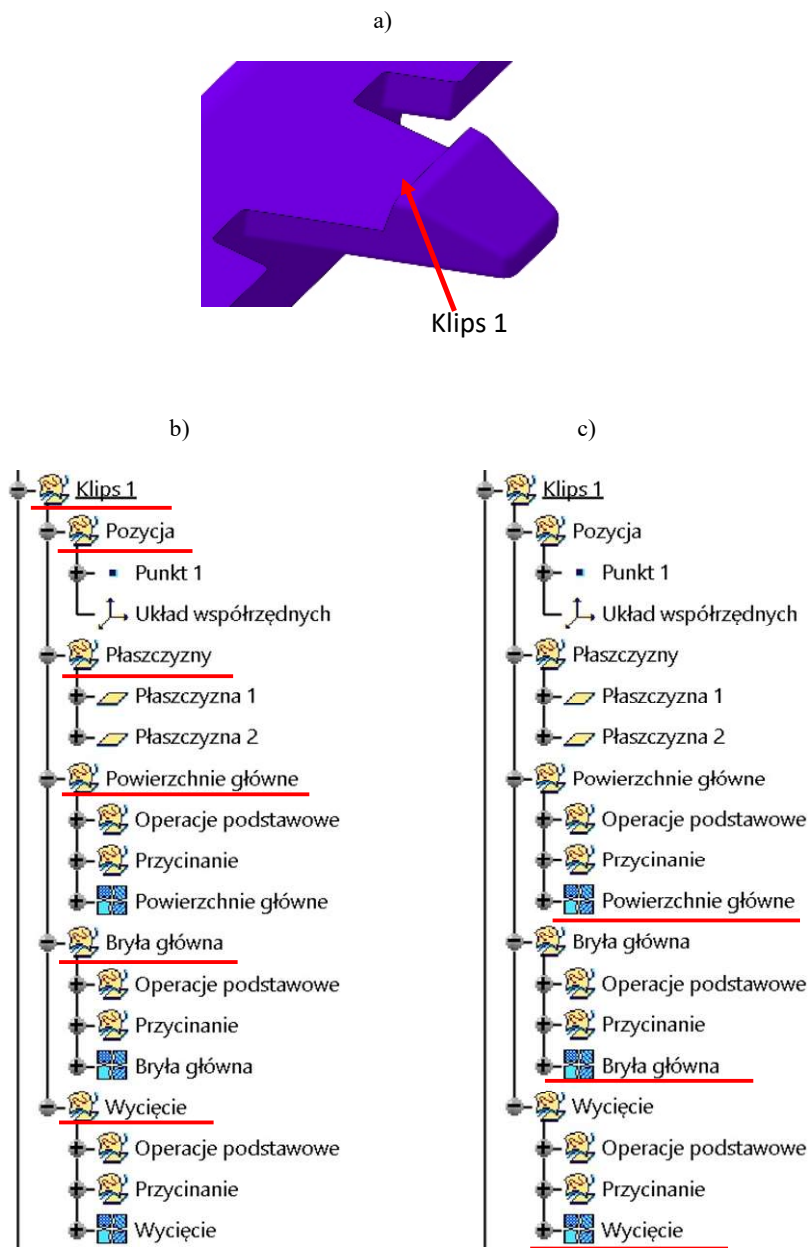 a)
Klips 1
b)
Klips 1
Pozycja
Punkt 1
Układ współrzędnych
Płaszczyzny
Płaszczyzna 1
Płaszczyzna 2
Powierzchnie główne
Operacje podstawowe
Przycinanie
Powierzchnie główne
Bryła główna
Operacje podstawowe
Przycinanie
Bryła główna
Wycięcie
Operacje podstawowe
Przycinanie
Wycięcie
c)
Klips 1
Pozycja
Punkt 1
Układ współrzędnych
Płaszczyzny
Płaszczyzna 1
Płaszczyzna 2
Powierzchnie główne
Operacje podstawowe
Przycinanie
Powierzchnie główne
Bryła główna
Operacje podstawowe
Przycinanie
Bryła główna
Wycięcie
Operacje podstawowe
Przycinanie
Wycięcie